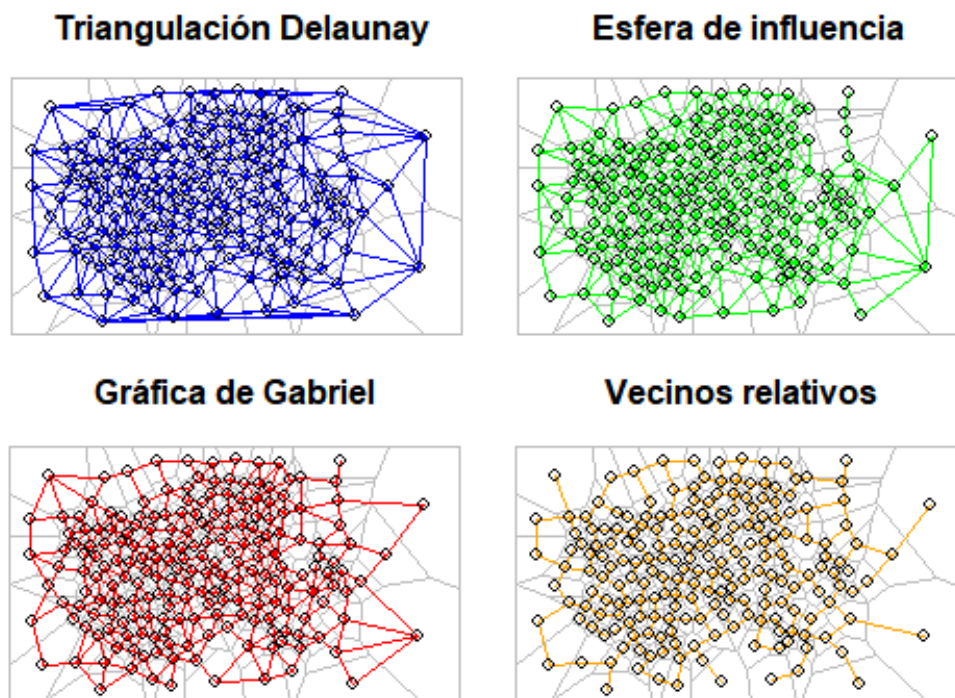 Triangulación Delaunay
Esfera de influencia
Gráfica de Gabriel
Vecinos relativos